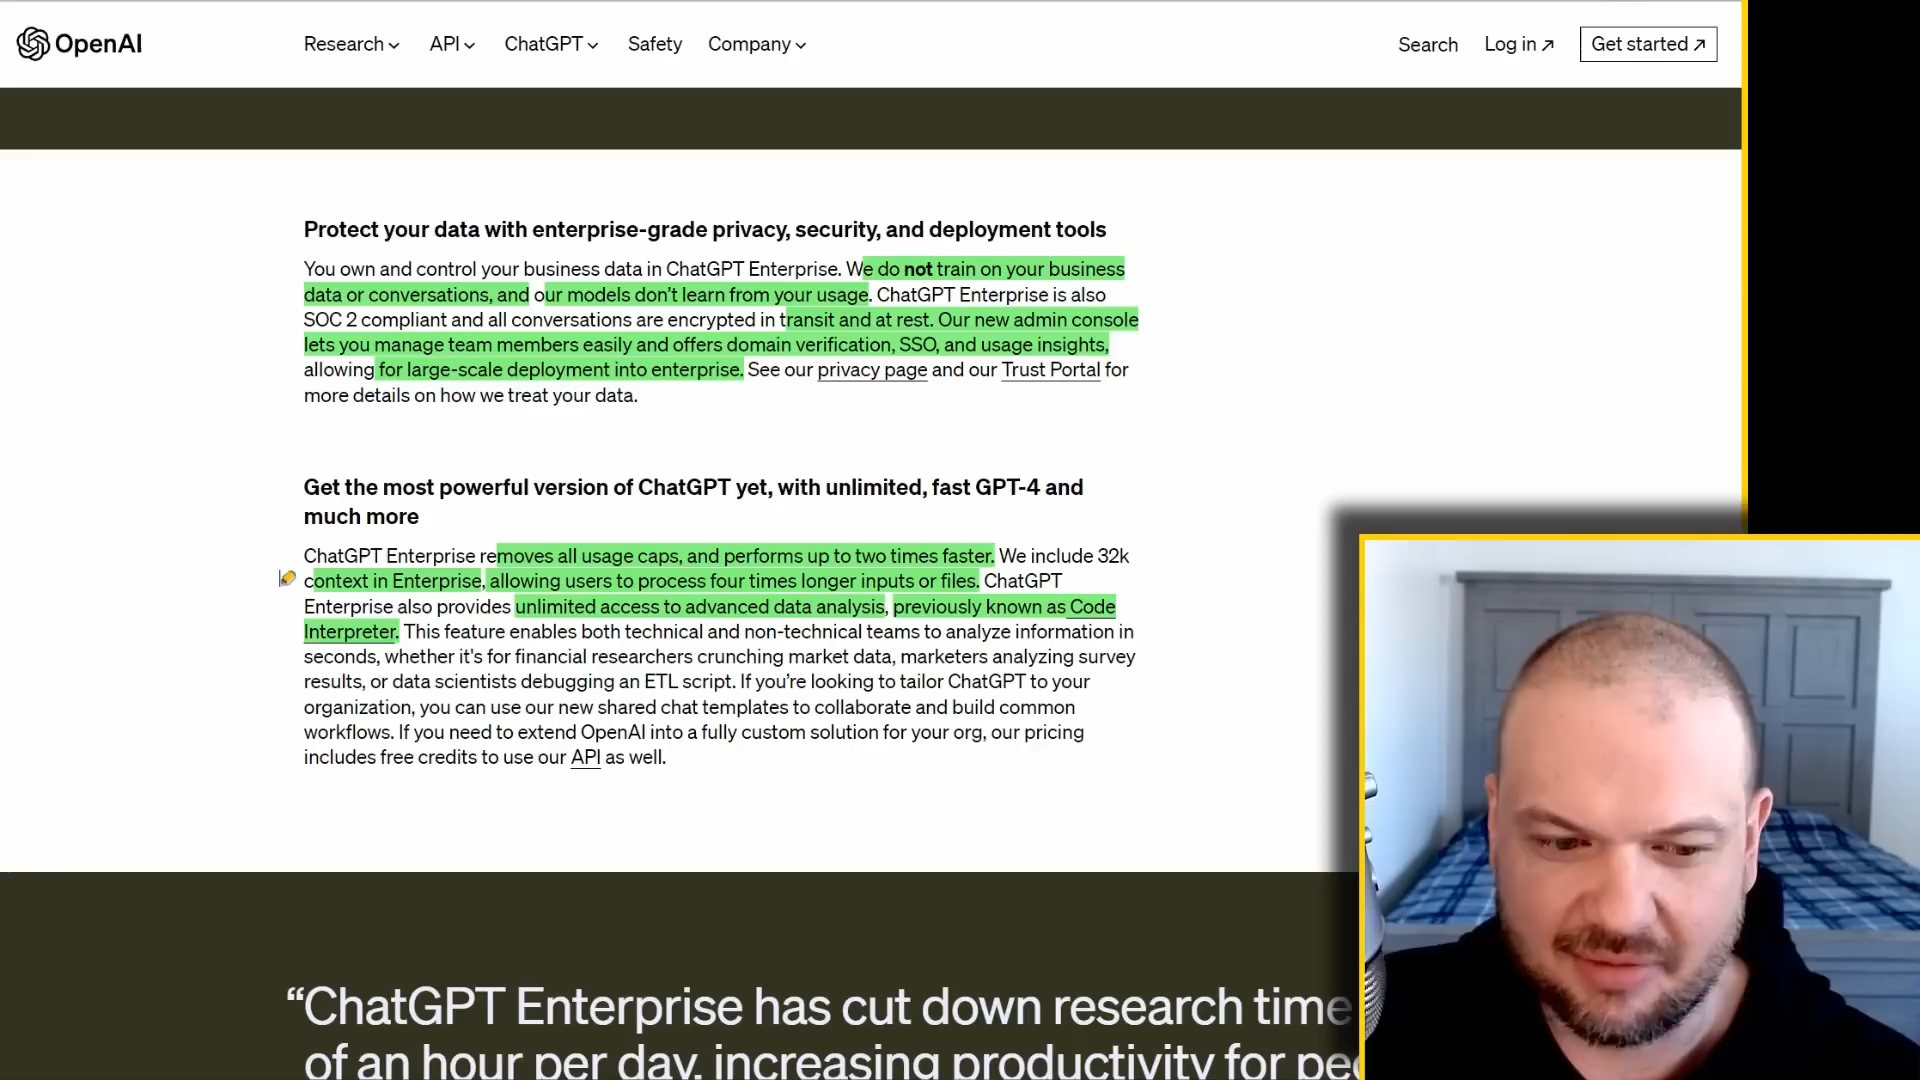 OpenAI
Research API ChatGPT Safety Company Search Log in ↗ Get started ↗
Protect your data with enterprise-grade privacy, security, and deployment tools
You own and control your business data in ChatGPT Enterprise. We do not train on your business
data or conversations, and our models don’t learn from your usage. ChatGPT Enterprise is also
SOC 2 compliant and all conversations are encrypted in transit and at rest. Our new admin console
lets you manage team members easily and offers domain verification, SSO, and usage insights,
allowing for large-scale deployment into enterprise. See our privacy page and our Trust Portal for
more details on how we treat your data.
Get the most powerful version of ChatGPT yet, with unlimited, fast GPT-4 and
much more
ChatGPT Enterprise removes all usage caps, and performs up to two times faster. We include 32k
context in Enterprise, allowing users to process four times longer inputs or files. ChatGPT
Enterprise also provides unlimited access to advanced data analysis, previously known as Code
Interpreter. This feature enables both technical and non-technical teams to analyze information in
seconds, whether it's for financial researchers crunching market data, marketers analyzing survey
results, or data scientists debugging an ETL script. If you’re looking to tailor ChatGPT to your
organization, you can use our new shared chat templates to collaborate and build common
workflows. If you need to extend OpenAI into a fully custom solution for your org, our pricing
includes free credits to use our API as well.
“ChatGPT Enterprise has cut down research time
of an hour per day, increasing productivity for